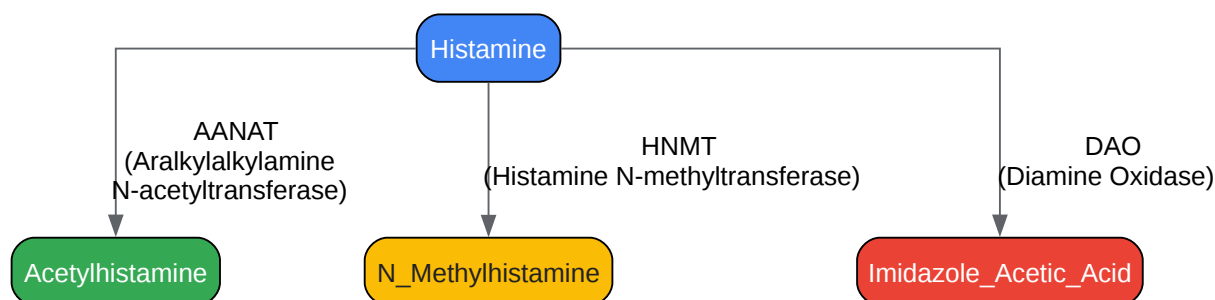 Histamine
AANAT
(Aralkylalkylamine
N-acetyltransferase)
HNMT
(Histamine N-methyltransferase)
DAO
(Diamine Oxidase)
Acetylhistamine
N_Methylhistamine
Imidazole_Acetic_Acid